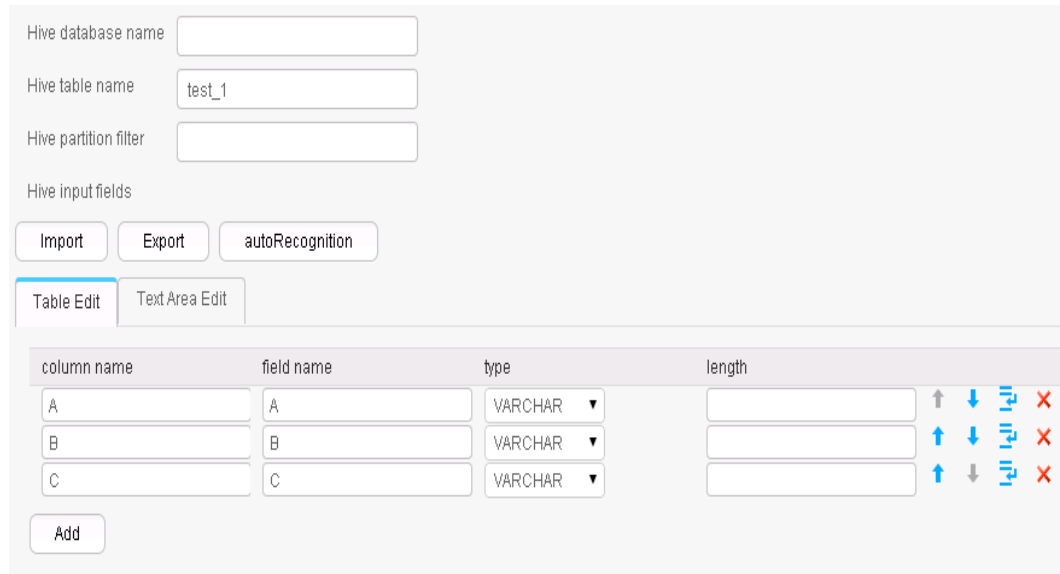 Hive database name
Hive table name test_1
Hive partition filter
Hive input fields
Import Export autoRecognition
Table Edit Text Area Edit
column name field name type length
A A VARCHAR
B B VARCHAR
C C VARCHAR
Add